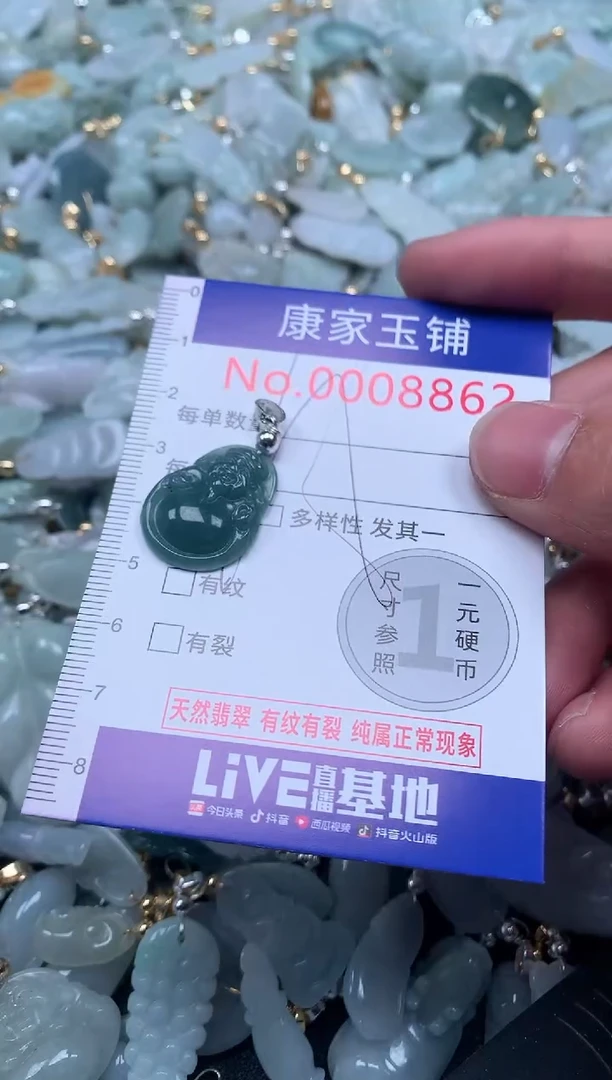 康家玉铺
No.0008862
每单数
每
多样性 发其一
有纹
有裂
尺寸参照
1
一元硬币
天然翡翠 有纹有裂 纯属正常现象
LiVE直播基地
今日头条 抖音 西瓜视频 抖音火山版
0
1
2
3
5
6
7
8